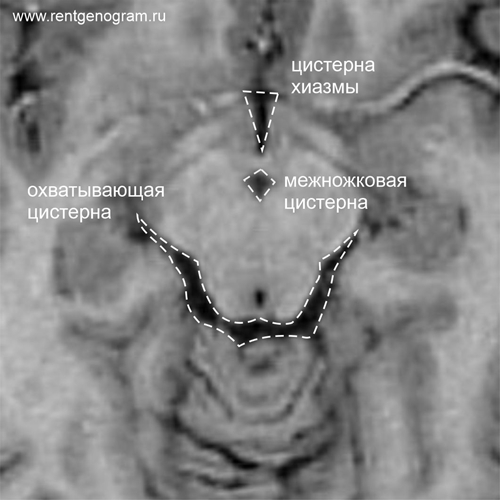 www.rentgenogram.ru
цистерна
хиазмы
охватывающая
цистерна
межножковая
цистерна